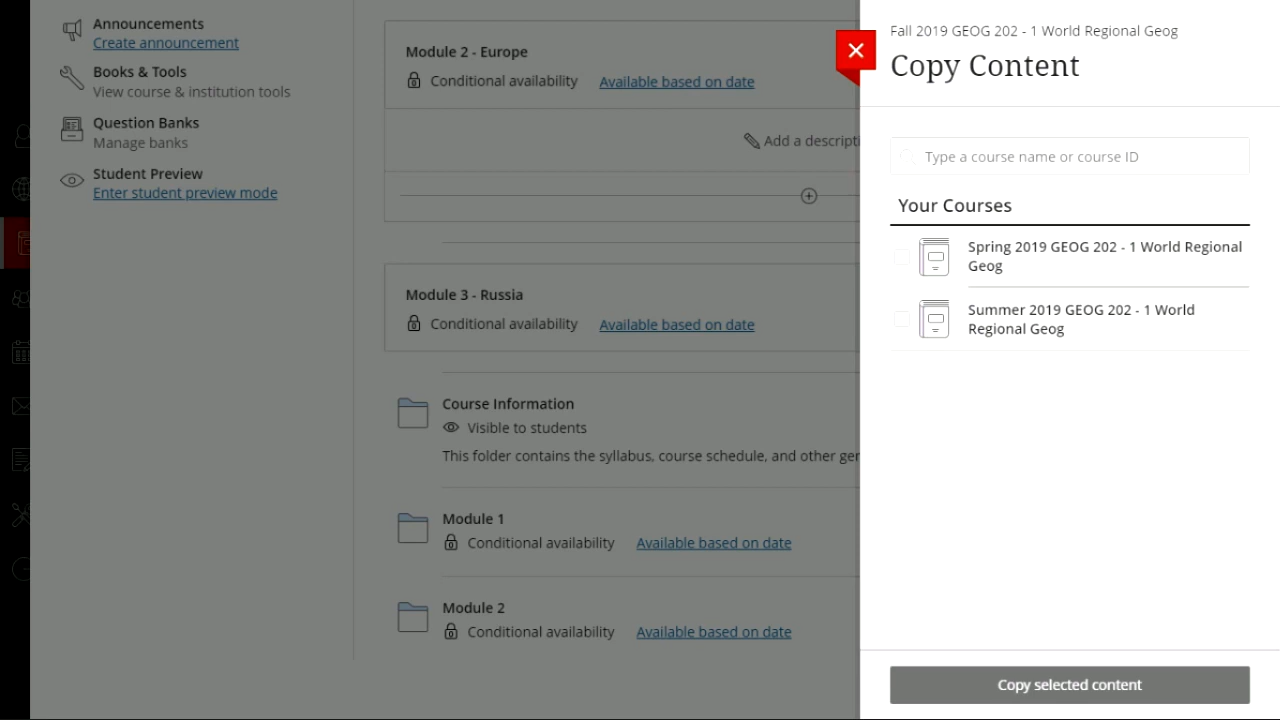 Announcements
Create announcement
Books & Tools
View course & institution tools
Question Banks
Manage banks
Student Preview
Enter student preview mode
Module 2 - Europe
Conditional availability Available based on date
Add a descripti
Module 3 - Russia
Conditional availability Available based on date
Course Information
Visible to students
This folder contains the syllabus, course schedule, and other ger
Module 1
Conditional availability Available based on date
Module 2
Conditional availability Available based on date
Fall 2019 GEOG 202 - 1 World Regional Geog
Copy Content
Type a course name or course ID
Your Courses
Spring 2019 GEOG 202 - 1 World Regional
Geog
Summer 2019 GEOG 202 - 1 World
Regional Geog
Copy selected content